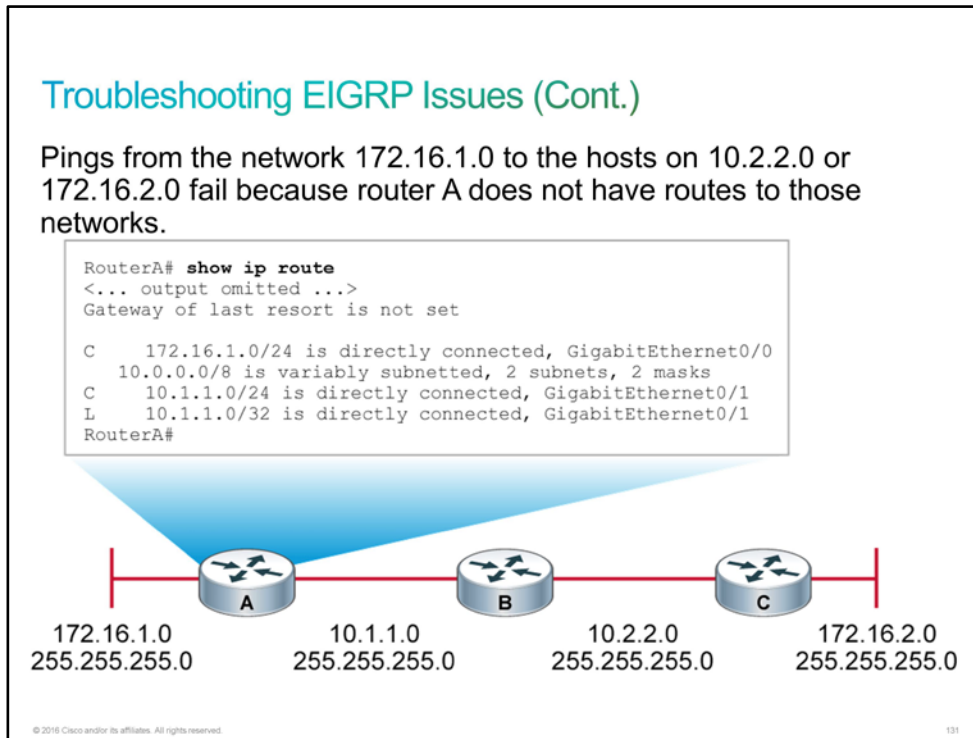 Troubleshooting EIGRP Issues (Cont.)
Pings from the network 172.16.1.0 to the hosts on 10.2.2.0 or
172.16.2.0 fail because router A does not have routes to those
networks.
RouterA# show ip route
<... output omitted ...>
Gateway of last resort is not set
C 172.16.1.0/24 is directly connected, GigabitEthernet0/0
10.0.0.0/8 is variably subnetted, 2 subnets, 2 masks
C 10.1.1.0/24 is directly connected, GigabitEthernet0/1
L 10.1.1.0/32 is directly connected, GigabitEthernet0/1
RouterA#
A B C
172.16.1.0 10.1.1.0 10.2.2.0 172.16.2.0
255.255.255.0 255.255.255.0 255.255.255.0 255.255.255.0
© 2016 Cisco and/or its affiliates. All rights reserved. 131